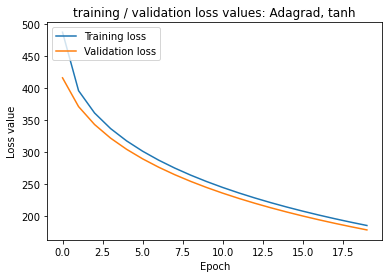 training / validation loss values: Adagrad, tanh
Training loss
Validation loss
Loss value
500
450
400
350
300
250
200
0.0 2.5 5.0 7.5 10.0 12.5 15.0 17.5
Epoch